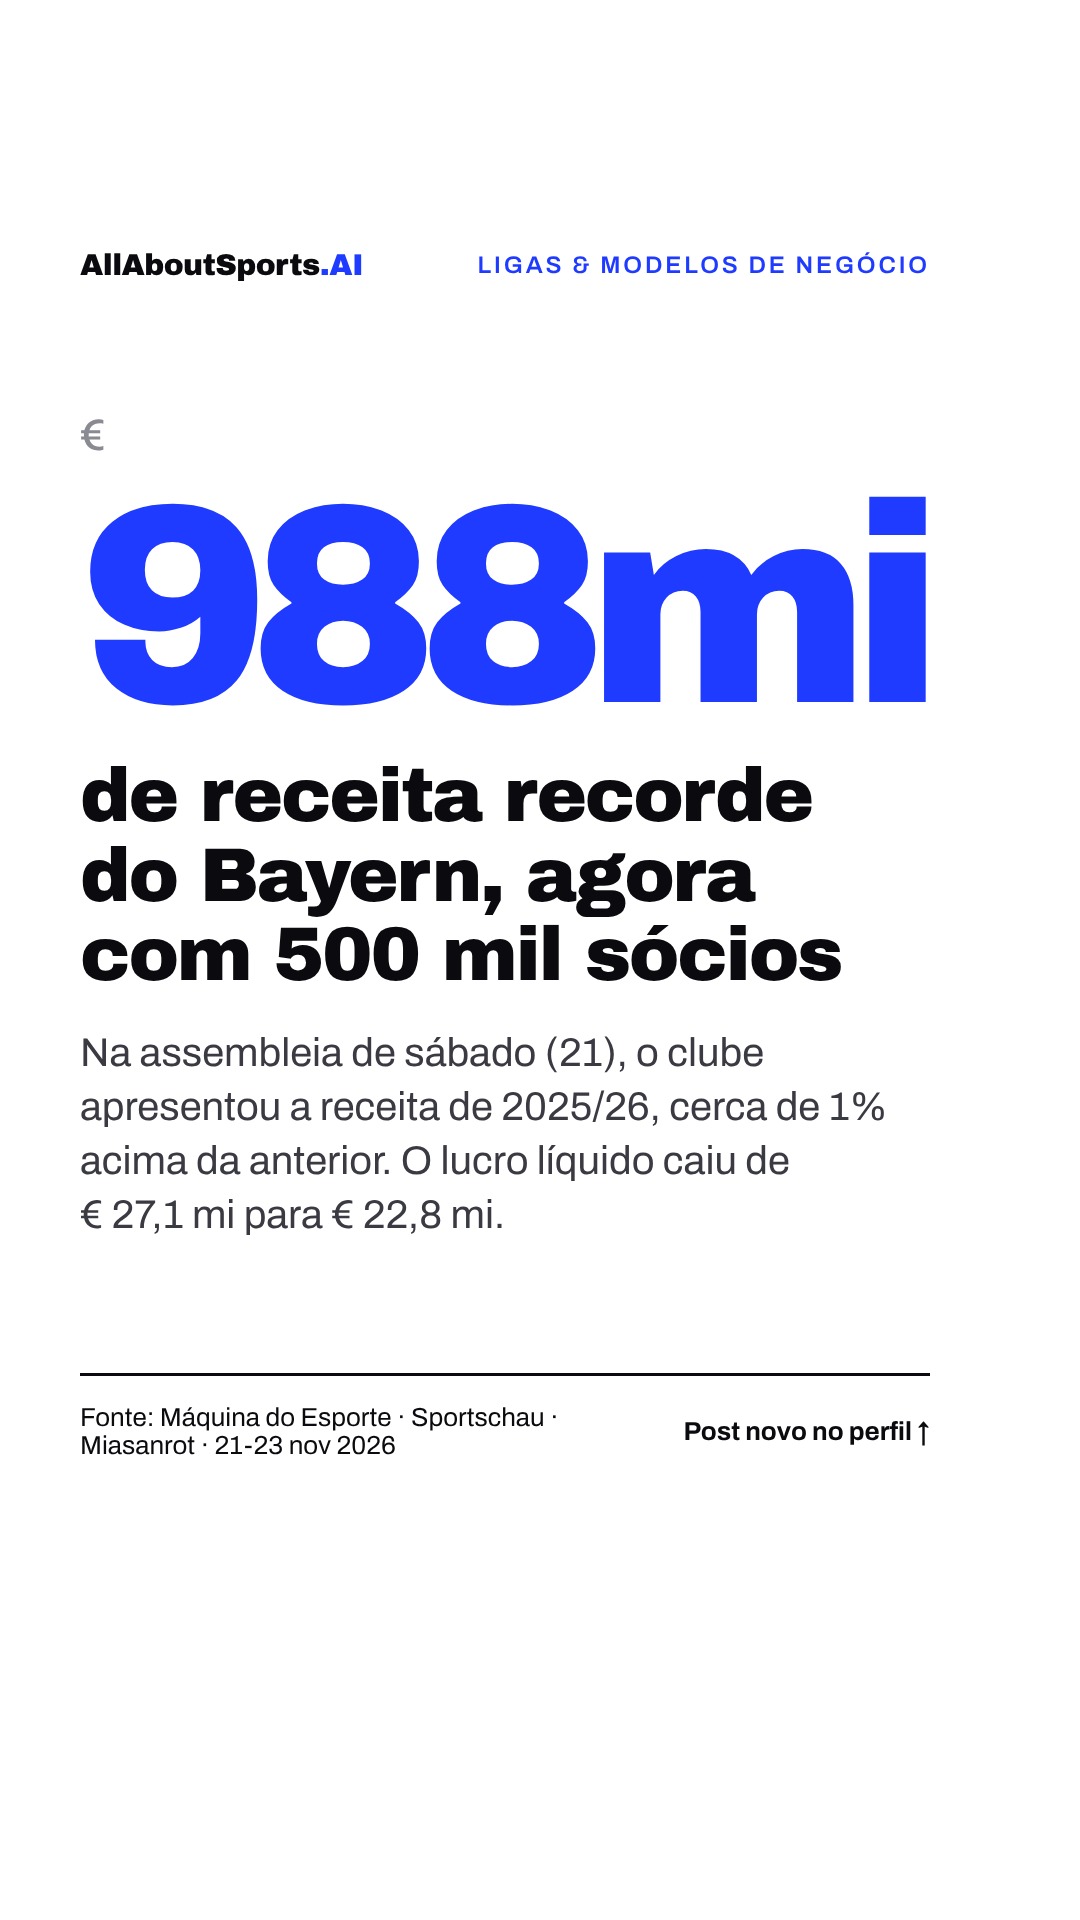 AllAboutSports.AI
LIGAS & MODELOS DE NEGÓCIO
€
988mi
de receita recorde
do Bayern, agora
com 500 mil sócios
Na assembleia de sábado (21), o clube
apresentou a receita de 2025/26, cerca de 1%
acima da anterior. O lucro líquido caiu de
€ 27,1 mi para € 22,8 mi.
Fonte: Máquina do Esporte · Sportschau ·
Miasanrot · 21-23 nov 2026
Post novo no perfil ↑